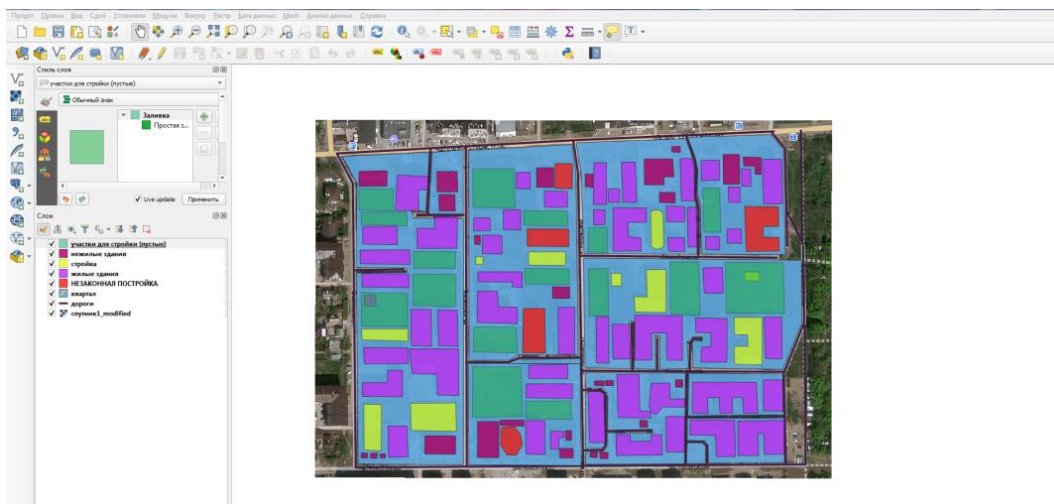 Проект Правка Вид Слой Установки Модули Вектор Растр База данных Mesh Анализ данных Справка
Стиль слоя
участки для стройки (пустые)
Обычный знак
Заливка
Простая з...
Live update
Применить
Слои
участки для стройки (пустые)
нежилые здания
стройка
жилые здания
НЕЗАКОННАЯ ПОСТРОЙКА
квартал
дороги
спутник1_modified